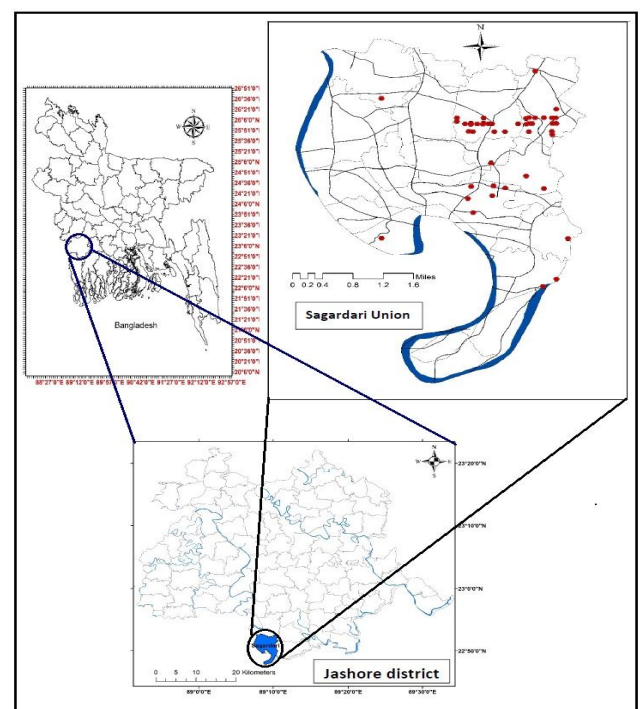 N
W E
S
26°51'0"
26°36'0"
26°21'0"
26°6'0"
25°51'0"
25°36'0"
25°21'0"
25°6'0"
24°51'0"
24°36'0"
24°21'0"
24°6'0"
23°51'0"
23°36'0"
23°21'0"
23°6'0"
22°51'0"
22°36'0"
22°21'0"
22°6'0"
21°51'0"
21°36'0"
21°21'0"
21°6'0"
20°51'0"
20°36'0"
20°21'0"
20°6'0"
Bangladesh
88°27'0"E 89°12'0"E 89°57'0"E 90°42'0"E 91°27'0"E 92°12'0"E 92°57'0"E
N
0 0.2 0.4 0.8 1.2 1.6 Miles
Sagardari Union
N
W E
S
23°20'0"N
23°10'0"N
23°0'0"N
22°50'0"N
Sagardari
0 5 10 20 Kilometers
Jashore district
89°0'0"E 89°10'0"E 89°20'0"E 89°30'0"E